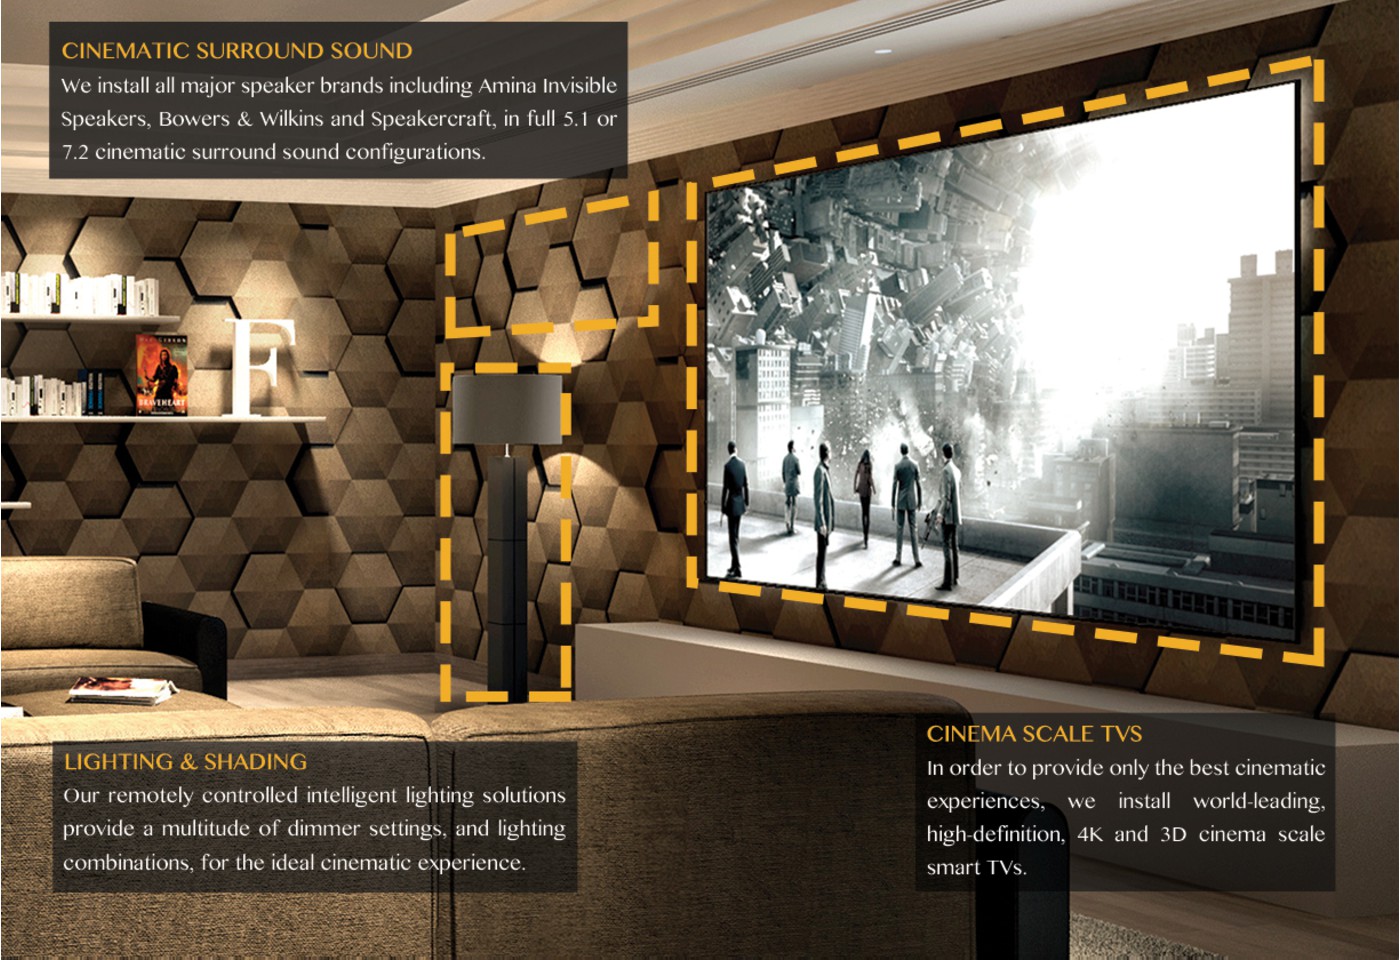 CINEMATIC SURROUND SOUND
We install all major speaker brands including Amina Invisible
Speakers, Bowers & Wilkins and Speakercraft, in full 5.1 or
7.2 cinematic surround sound configurations.
F
BRAVEHEART
LIGHTING & SHADING
Our remotely controlled intelligent lighting solutions
provide a multitude of dimmer settings, and lighting
combinations, for the ideal cinematic experience.
CINEMA SCALE TVS
In order to provide only the best cinematic
experiences, we install world-leading,
high-definition, 4K and 3D cinema scale
smart TVs.